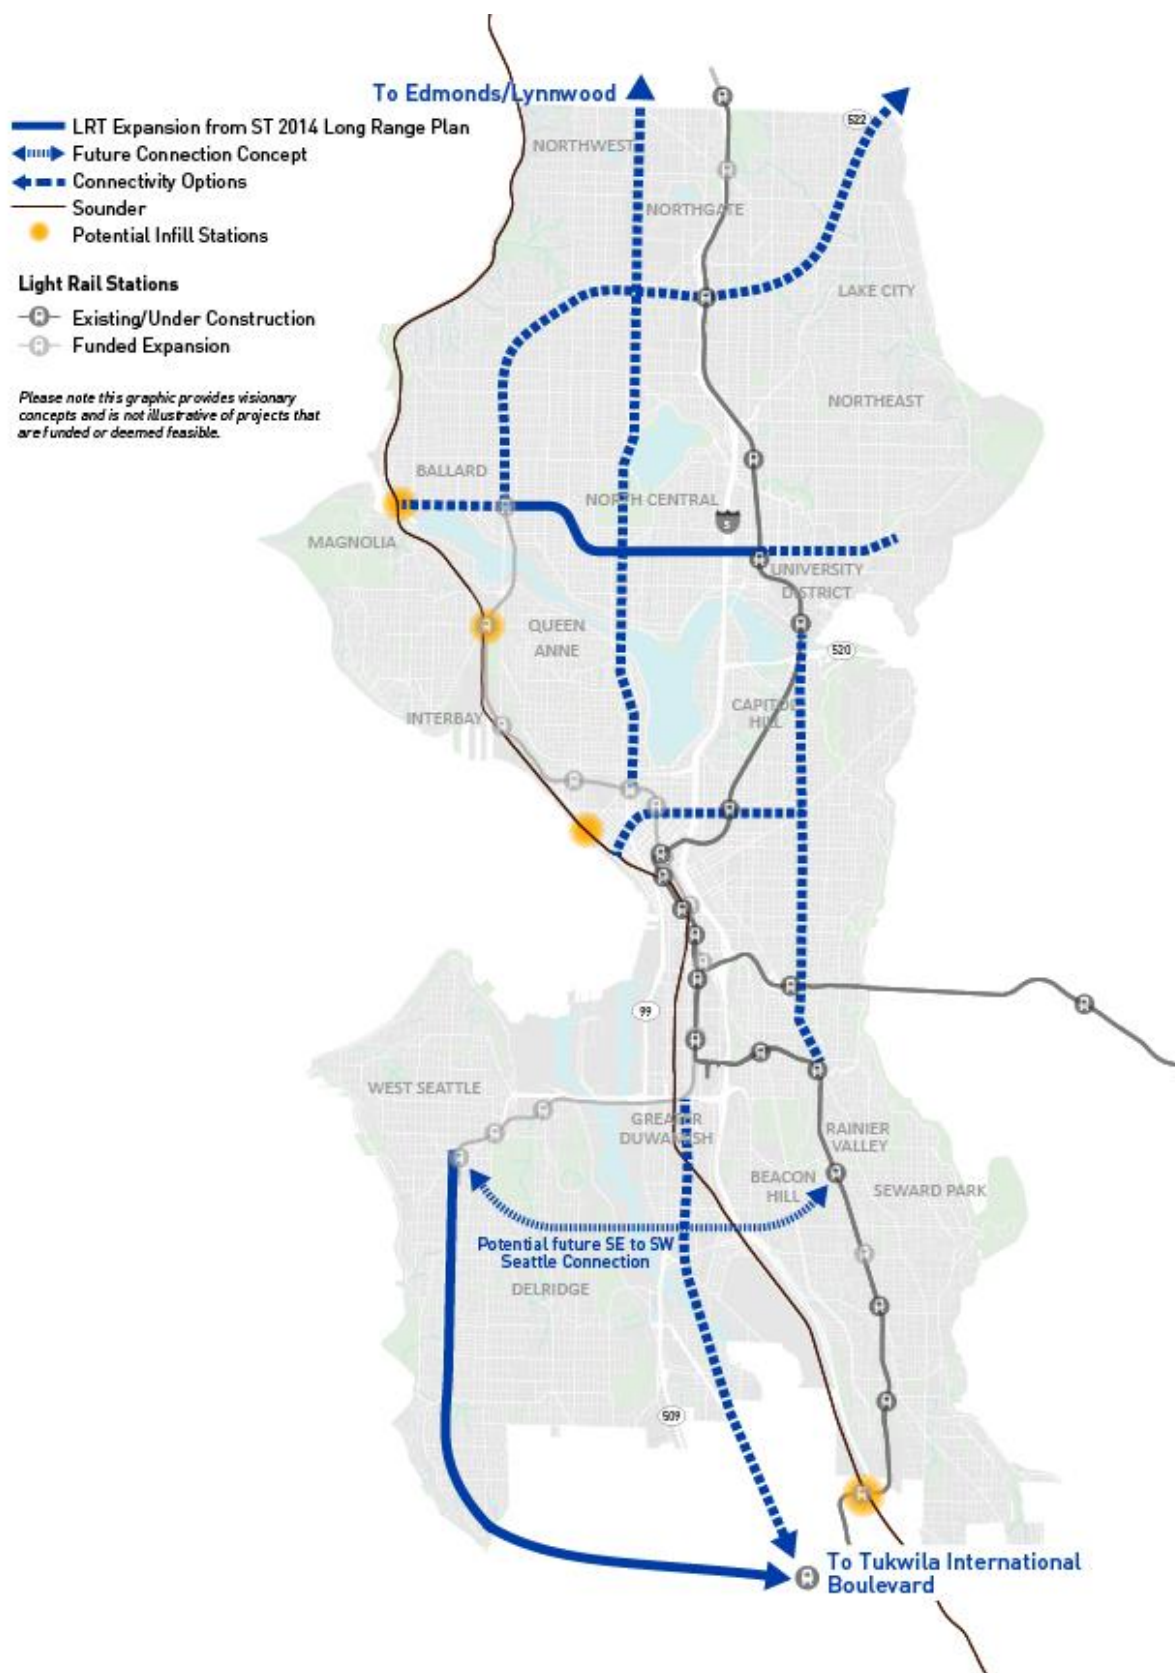 To Edmonds/Lynnwood
LRT Expansion from ST 2014 Long Range Plan
Future Connection Concept
Connectivity Options
Sounder
Potential Infill Stations
Light Rail Stations
Existing/Under Construction
Funded Expansion
Please note this graphic provides visionary
concepts and is not illustrative of projects that
are funded or deemed feasible.
522
NORTHWEST
NORTHGATE
LAKE CITY
NORTHEAST
BALLARD
NORTH CENTRAL
5
MAGNOLIA
UNIVERSITY
DISTRICT
QUEEN
ANNE
520
INTERBAY
CAPITOL
HILL
99
WEST SEATTLE
GREATER
DUWAMISH
RAINIER
VALLEY
BEACON
HILL
SEWARD PARK
Potential future SE to SW
Seattle Connection
DELRIDGE
509
To Tukwila International
Boulevard